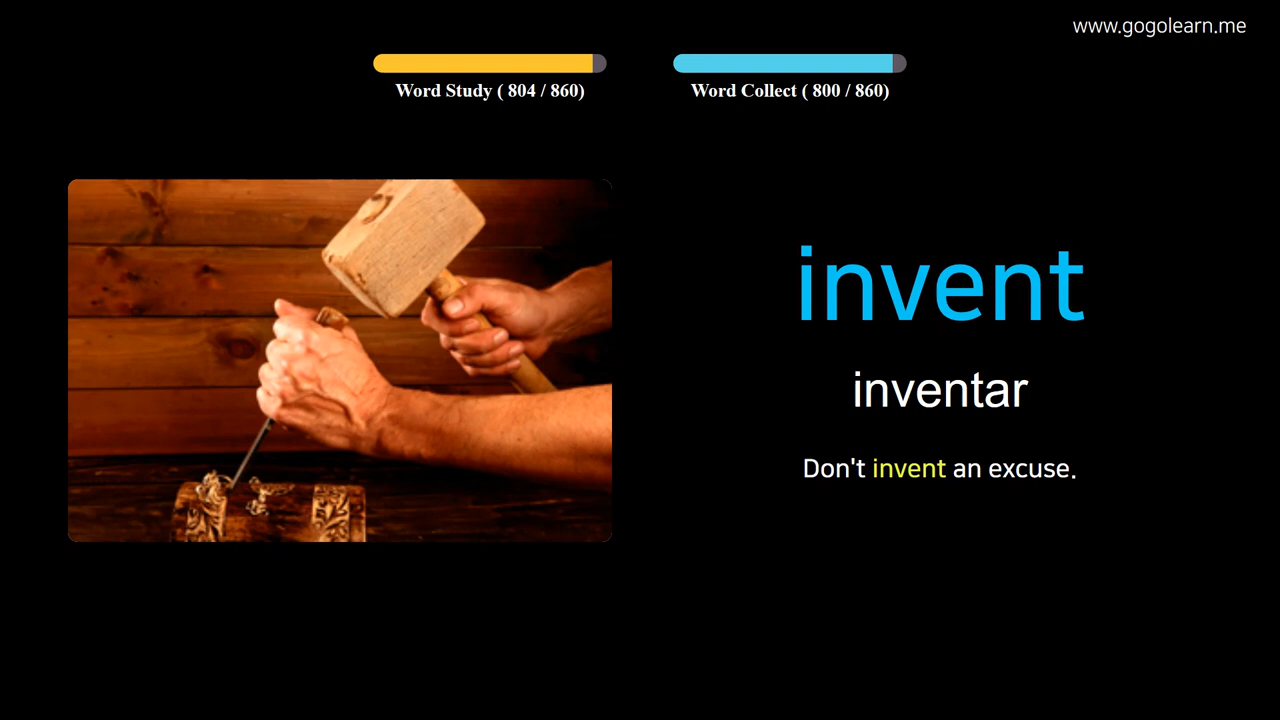 www.gogolearn.me
Word Study ( 804 / 860)
Word Collect ( 800 / 860)
invent
inventar
Don't invent an excuse.